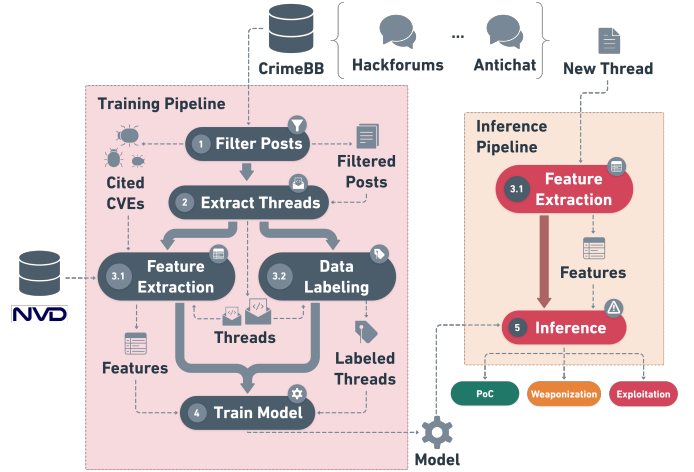 CrimeBB
Hackforums
...
Antichat
New Thread
Training Pipeline
1
Filter Posts
Cited
CVEs
Filtered
Posts
2
Extract Threads
3.1
Feature
Extraction
3.2
Data
Labeling
NVD
Threads
Features
Labeled
Threads
4
Train Model
Model
Inference
Pipeline
3.1
Feature
Extraction
Features
5
Inference
PoC
Weaponization
Exploitation